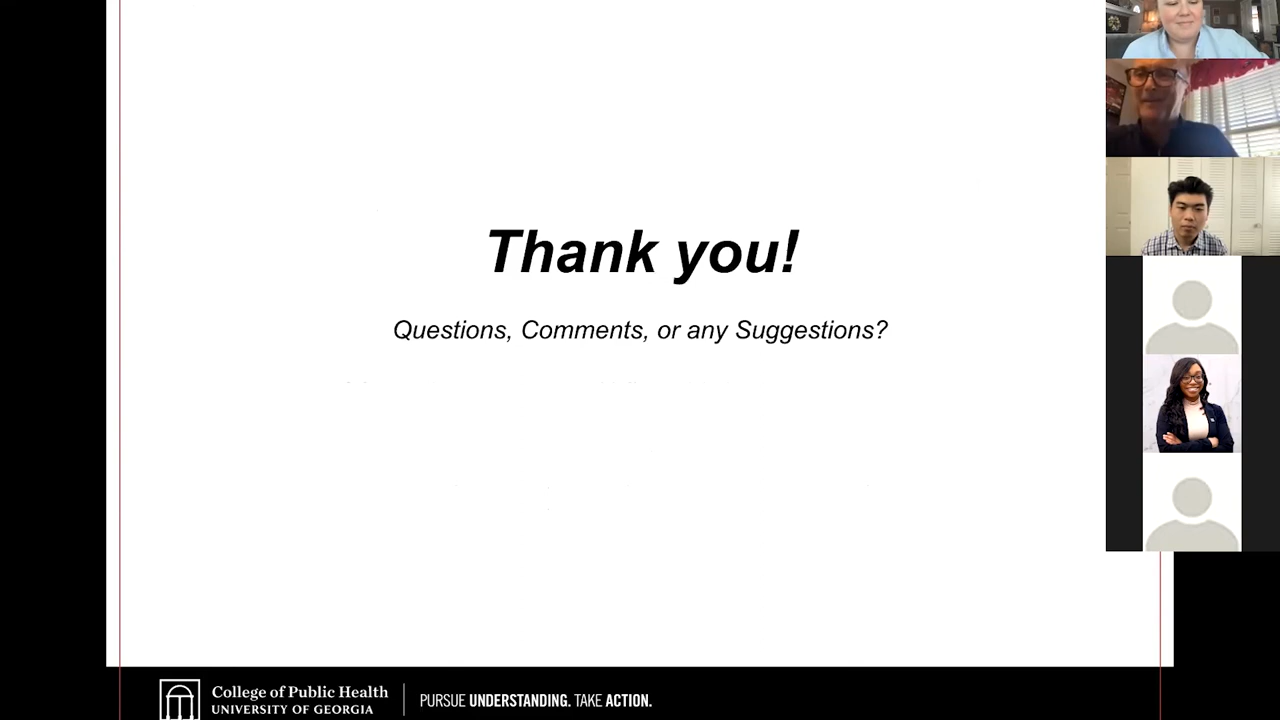 Thank you!
Questions, Comments, or any Suggestions?
College of Public Health
UNIVERSITY OF GEORGIA
PURSUE UNDERSTANDING. TAKE ACTION.